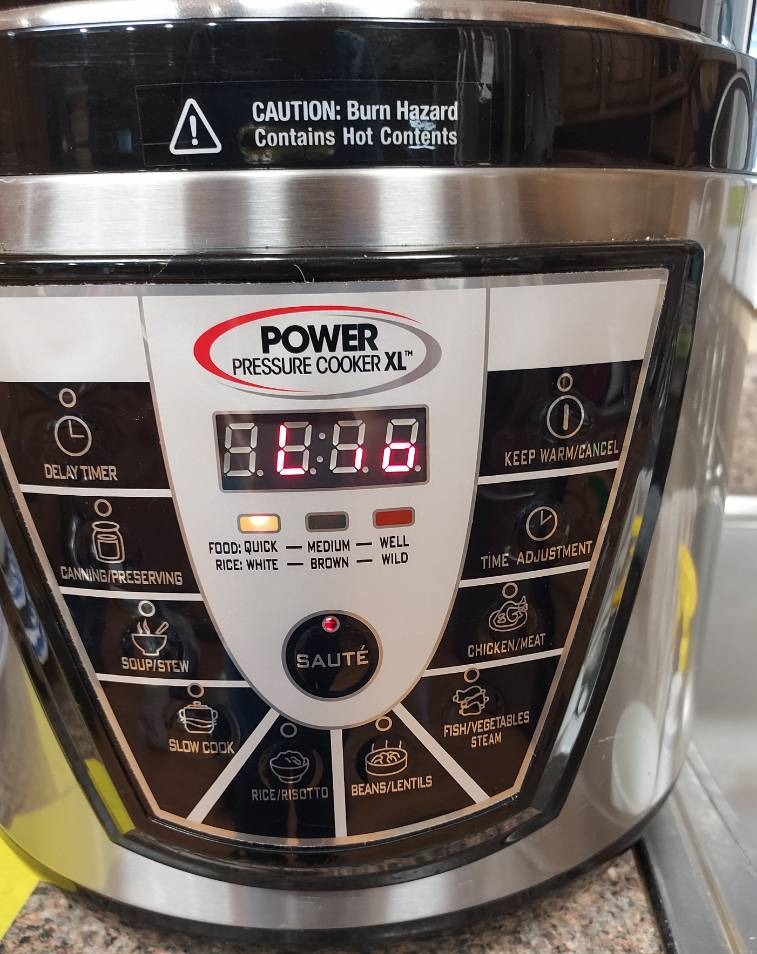 CAUTION: Burn Hazard
Contains Hot Contents
POWER
PRESSURE COOKER XL™
Lio
DELAY TIMER
KEEP WARM/CANCEL
CANNING/PRESERVING
TIME ADJUSTMENT
FOOD: QUICK — MEDIUM — WELL
RICE: WHITE — BROWN — WILD
SOUP/STEW
SAUTÉ
CHICKEN/MEAT
SLOW COOK
FISH/VEGETABLES
STEAM
RICE/RISOTTO
BEANS/LENTILS